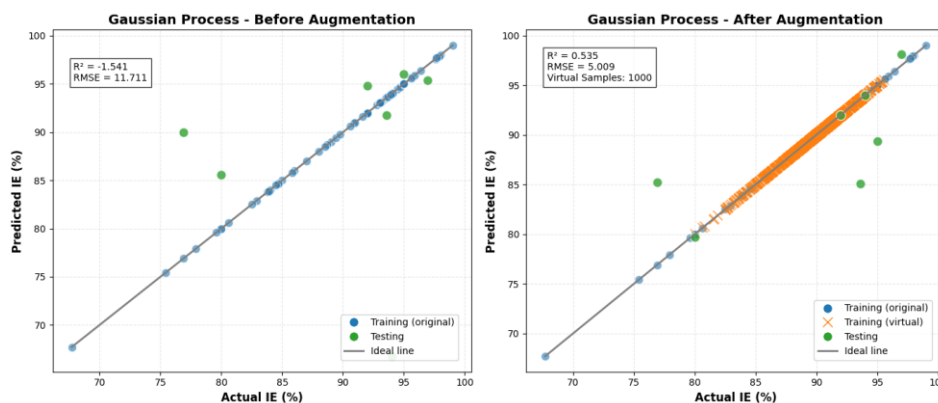 Gaussian Process - Before Augmentation
R² = -1.541
RMSE = 11.711
Predicted IE (%)
100
95
90
85
80
75
70
70 75 80 85 90 95 100
Actual IE (%)
Training (original)
Testing
Ideal line
Gaussian Process - After Augmentation
R² = 0.535
RMSE = 5.009
Virtual Samples: 1000
Predicted IE (%)
100
95
90
85
80
75
70
70 75 80 85 90 95 100
Actual IE (%)
Training (original)
Training (virtual)
Testing
Ideal line